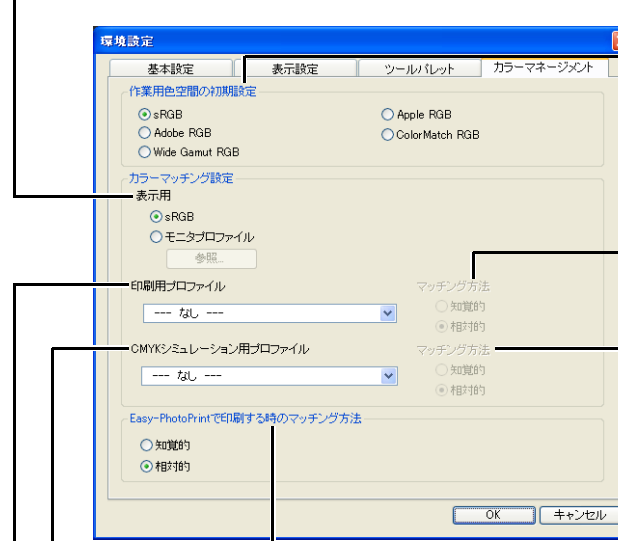 環境設定
基本設定 表示設定 ツールパレット カラーマネージメント
作業用色空間の初期設定
sRGB Apple RGB
Adobe RGB ColorMatch RGB
Wide Gamut RGB
カラーマッチング設定
表示用
sRGB
モニタプロファイル
参照...
印刷用プロファイル マッチング方法
--- なし --- 知覚的
相対的
CMYKシミュレーション用プロファイル マッチング方法
--- なし --- 知覚的
相対的
Easy-PhotoPrintで印刷する時のマッチング方法
知覚的
相対的
OK キャンセル